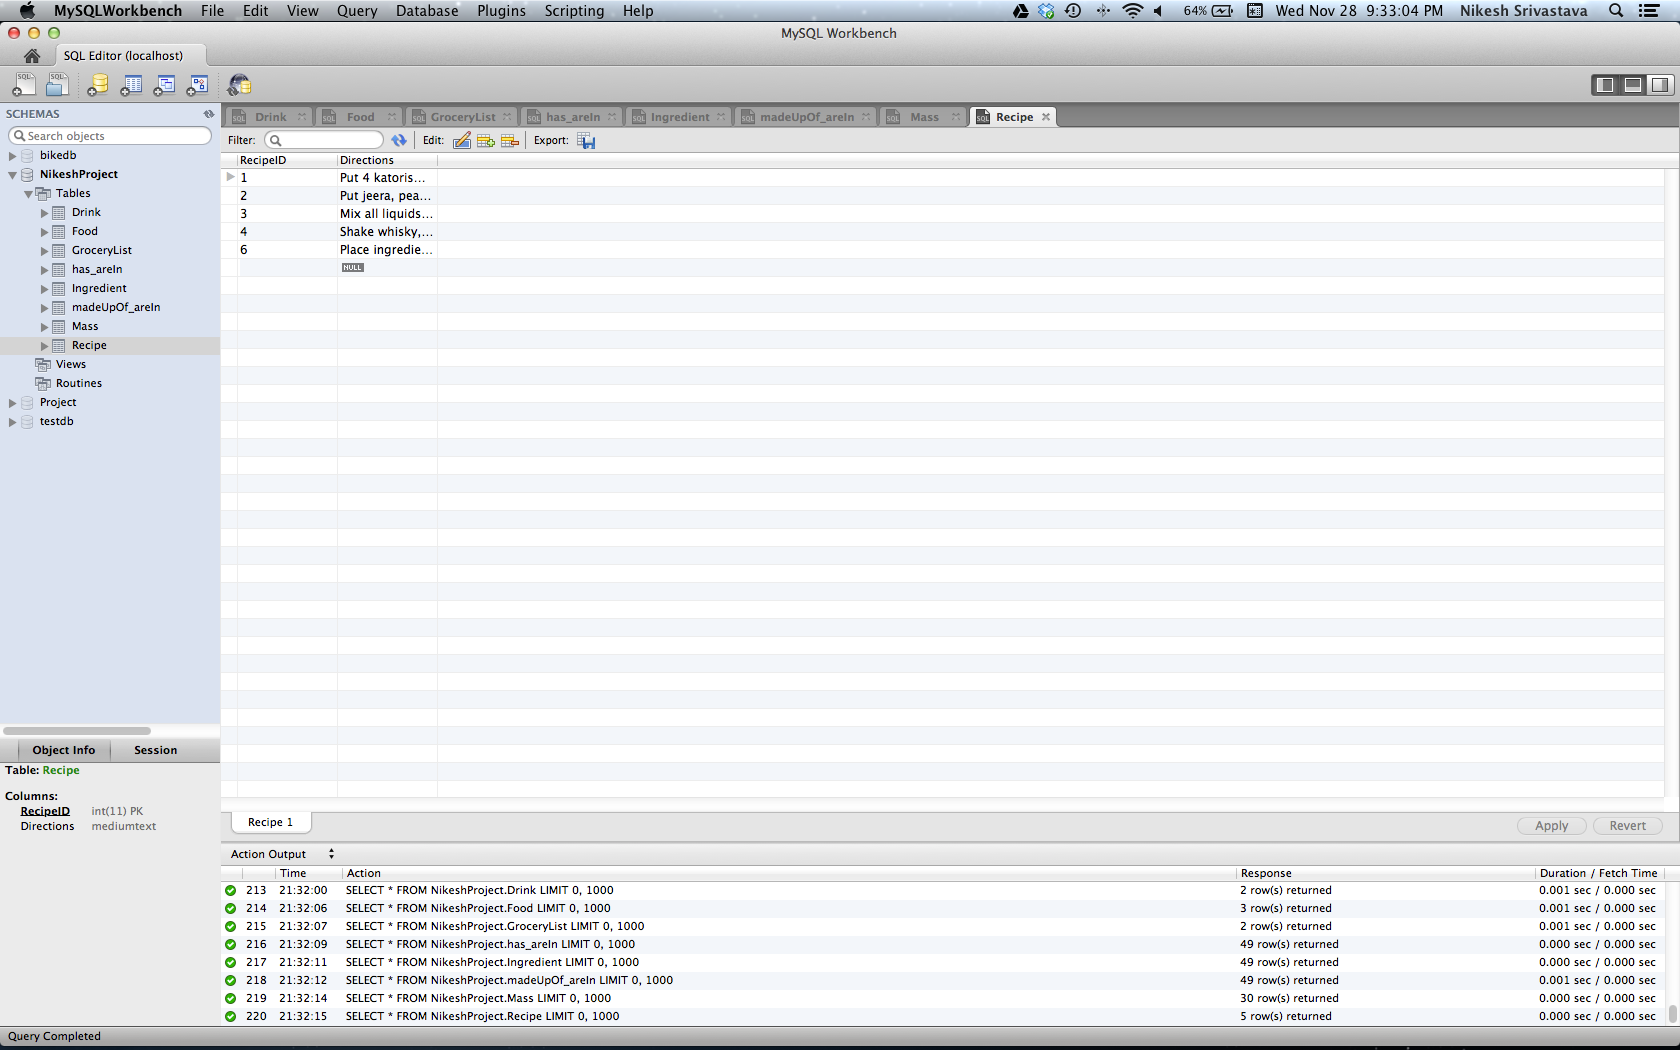 MySQLWorkbench File Edit View Query Database Plugins Scripting Help 64% Wed Nov 28 9:33:04 PM Nikesh Srivastava
MySQL Workbench
SQL Editor (localhost)
SCHEMAS
Search objects
bikedb
NikeshProject
Tables
Drink
Food
GroceryList
has_areIn
Ingredient
madeUpOf_areIn
Mass
Recipe
Views
Routines
Project
testdb
Object Info Session
Table: Recipe
Columns:
RecipeID int(11) PK
Directions mediumtext
Drink Food GroceryList has_areIn Ingredient madeUpOf_areIn Mass Recipe
Filter: Edit: Export:
RecipeID Directions
1 Put 4 katoris...
2 Put jeera, pea...
3 Mix all liquids...
4 Shake whisky,...
6 Place ingredie...
NULL
Recipe 1
Apply Revert
Action Output
Time Action Response Duration / Fetch Time
213 21:32:00 SELECT * FROM NikeshProject.Drink LIMIT 0, 1000 2 row(s) returned 0.001 sec / 0.000 sec
214 21:32:06 SELECT * FROM NikeshProject.Food LIMIT 0, 1000 3 row(s) returned 0.001 sec / 0.000 sec
215 21:32:07 SELECT * FROM NikeshProject.GroceryList LIMIT 0, 1000 2 row(s) returned 0.001 sec / 0.000 sec
216 21:32:09 SELECT * FROM NikeshProject.has_areIn LIMIT 0, 1000 49 row(s) returned 0.000 sec / 0.000 sec
217 21:32:11 SELECT * FROM NikeshProject.Ingredient LIMIT 0, 1000 49 row(s) returned 0.000 sec / 0.000 sec
218 21:32:12 SELECT * FROM NikeshProject.madeUpOf_areIn LIMIT 0, 1000 49 row(s) returned 0.001 sec / 0.000 sec
219 21:32:14 SELECT * FROM NikeshProject.Mass LIMIT 0, 1000 30 row(s) returned 0.000 sec / 0.000 sec
220 21:32:15 SELECT * FROM NikeshProject.Recipe LIMIT 0, 1000 5 row(s) returned 0.000 sec / 0.000 sec
Query Completed